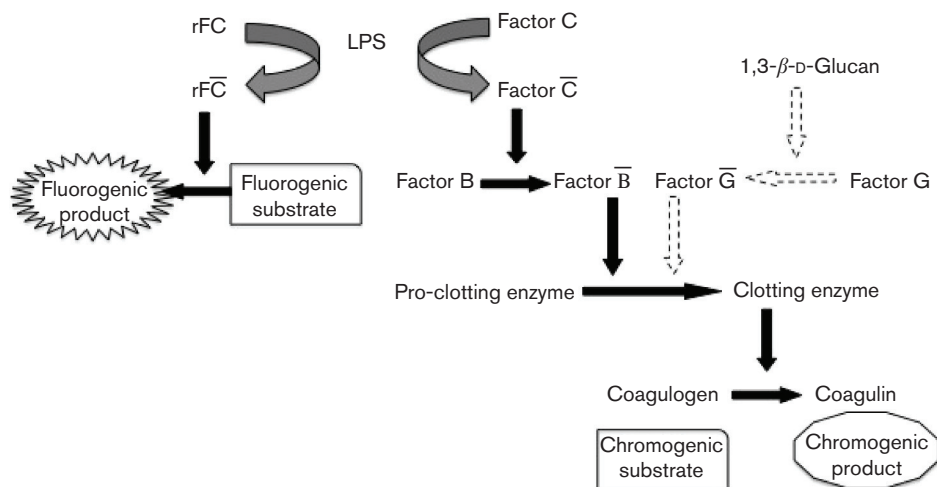 rFC
LPS
Factor C
rFC̅
Factor C̅
1,3-β-D-Glucan
Fluorogenic
product
Fluorogenic
substrate
Factor B
Factor B̅
Factor G̅
Factor G
Pro-clotting enzyme
Clotting enzyme
Coagulogen
Coagulin
Chromogenic
substrate
Chromogenic
product